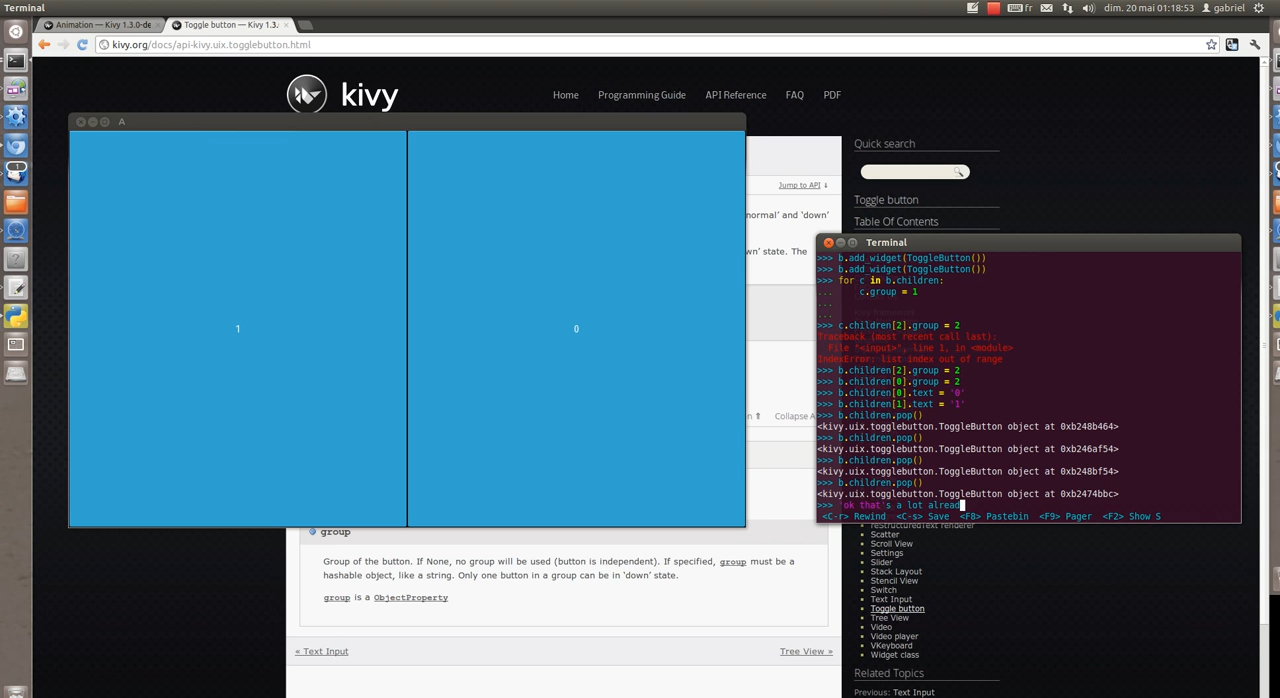 Terminal
fr
dim. 20 mai 01:18:53
gabriel
Animation — Kivy 1.3.0-de
Toggle button — Kivy 1.3.
kivy.org/docs/api-kivy.uix.togglebutton.html
kivy
Home
Programming Guide
API Reference
FAQ
PDF
A
1
0
Jump to API ↓
normal’ and ‘down’
wn’ state. The
n ⇑
Collapse A
group
Group of the button. If None, no group will be used (button is independent). If specified, group must be a
hashable object, like a string. Only one button in a group can be in ‘down’ state.
group is a ObjectProperty
« Text Input
Tree View »
Quick search
Toggle button
Table Of Contents
Terminal
>>> b.add_widget(ToggleButton())
>>> b.add_widget(ToggleButton())
>>> for c in b.children:
...     c.group = 1
...
...
>>> c.children[2].group = 2
Traceback (most recent call last):
  File "<input>", line 1, in <module>
IndexError: list index out of range
>>> b.children[2].group = 2
>>> b.children[0].group = 2
>>> b.children[0].text = '0'
>>> b.children[1].text = '1'
>>> b.children.pop()
<kivy.uix.togglebutton.ToggleButton object at 0xb248b464>
>>> b.children.pop()
<kivy.uix.togglebutton.ToggleButton object at 0xb246af54>
>>> b.children.pop()
<kivy.uix.togglebutton.ToggleButton object at 0xb248bf54>
>>> b.children.pop()
<kivy.uix.togglebutton.ToggleButton object at 0xb2474bbc>
>>> 'ok that's a lot alread
<C-r> Rewind  <C-s> Save  <F8> Pastebin  <F9> Pager  <F2> Show S
reStructuredText renderer
Scatter
Scroll View
Settings
Slider
Stack Layout
Stencil View
Switch
Text Input
Toggle button
Tree View
Video
Video player
VKeyboard
Widget class
Related Topics
Previous: Text Input